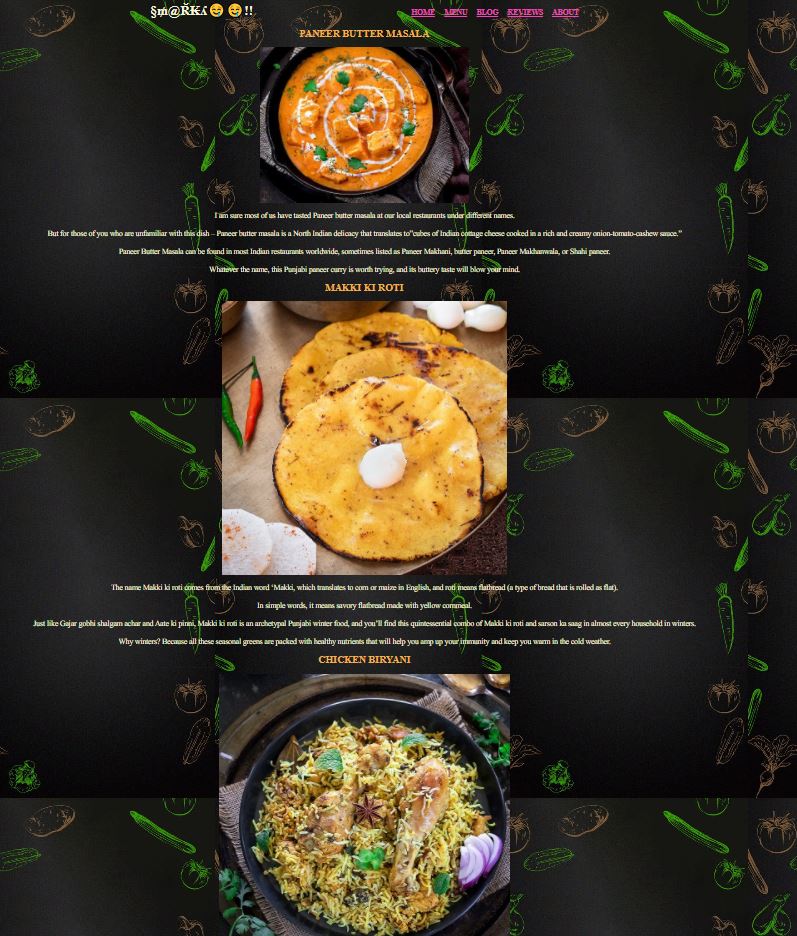 §ɱ@ŘҜʎ😋😋!!
HOME MENU BLOG REVIEWS ABOUT
PANEER BUTTER MASALA
I am sure most of us have tasted Paneer butter masala at our local restaurants under different names.
But for those of you who are unfamiliar with this dish – Paneer butter masala is a North Indian delicacy that translates to"cubes of Indian cottage cheese cooked in a rich and creamy onion-tomato-cashew sauce.”
Paneer Butter Masala can be found in most Indian restaurants worldwide, sometimes listed as Paneer Makhani, butter paneer, Paneer Makhanwala, or Shahi paneer.
Whatever the name, this Punjabi paneer curry is worth trying, and its buttery taste will blow your mind.
MAKKI KI ROTI
The name Makki ki roti comes from the Indian word ‘Makki, which translates to corn or maize in English, and roti means flatbread (a type of bread that is rolled as flat).
In simple words, it means savory flatbread made with yellow cornmeal.
Just like Gajar gobhi shalgam achar and Aate ki pinni, Makki ki roti is an archetypal Punjabi winter food, and you’ll find this quintessential combo of Makki ki roti and sarson ka saag in almost every household in winters.
Why winters? Because all these seasonal greens are packed with healthy nutrients that will help you amp up your immunity and keep you warm in the cold weather.
CHICKEN BIRYANI